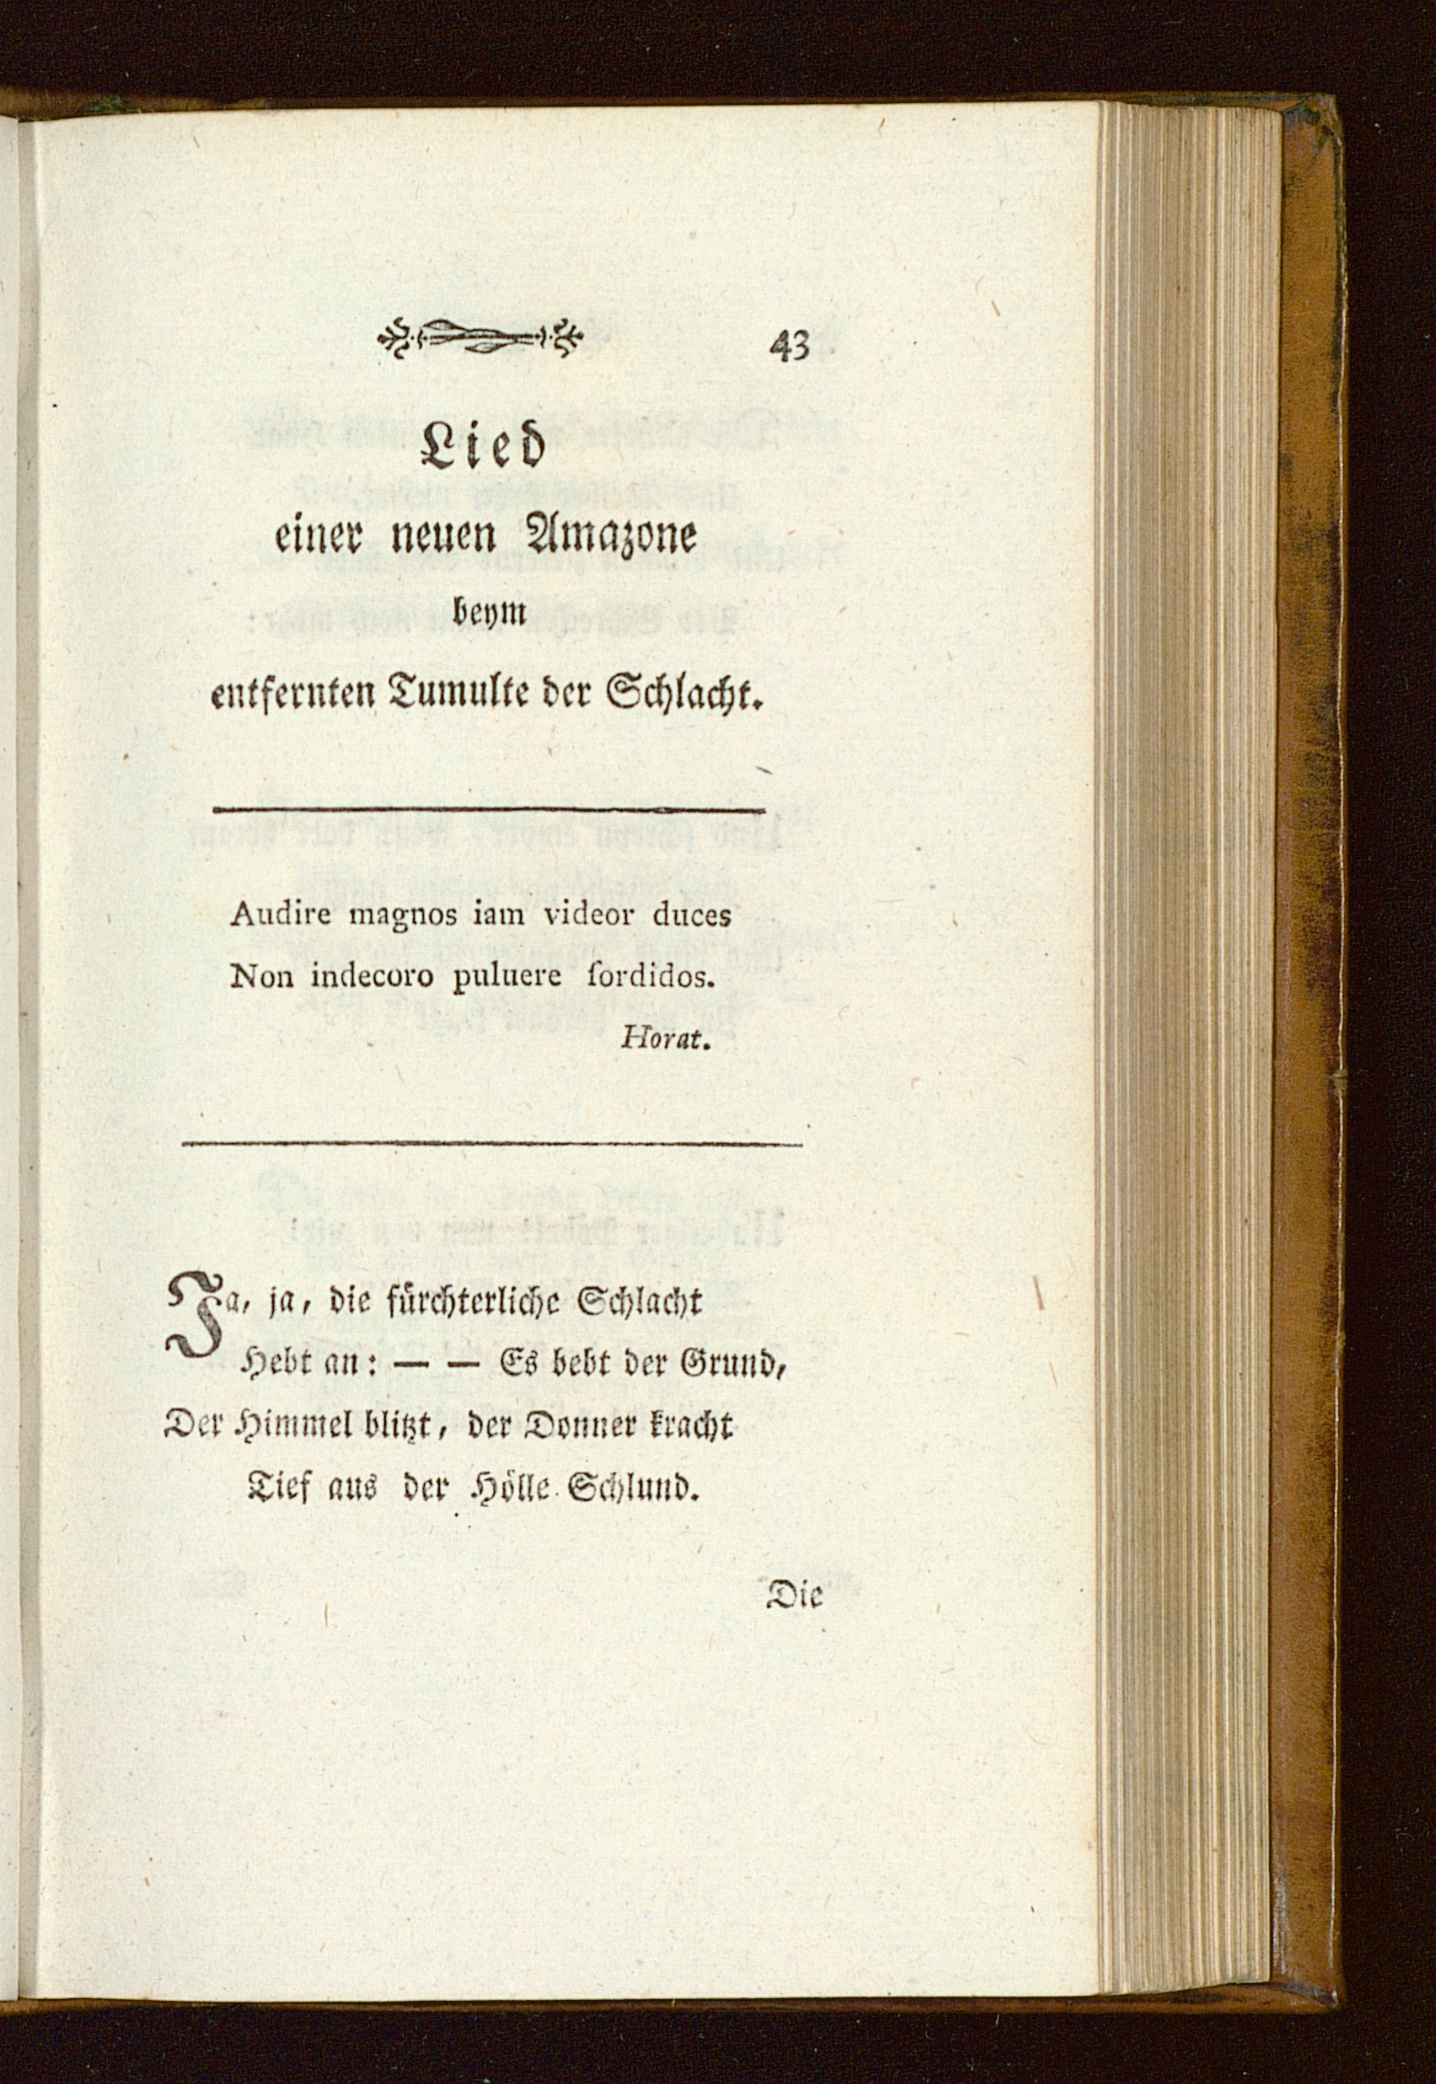 43
Lied
einer neuen Amazone
beym
entfernten Tumulte der Schlacht.
Audire magnos iam videor duces
Non indecoro puluere ſordidos.
Horat.
Ja, ja, die fürchterliche Schlacht
Hebt an: — — Es bebt der Grund,
Der Himmel blitzt, der Donner kracht
Tief aus der Hölle Schlund.
Die